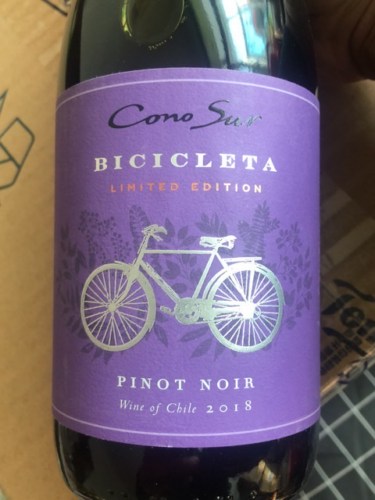 Cono Sur
BICICLETA
LIMITED EDITION
PINOT NOIR
Wine of Chile 2018